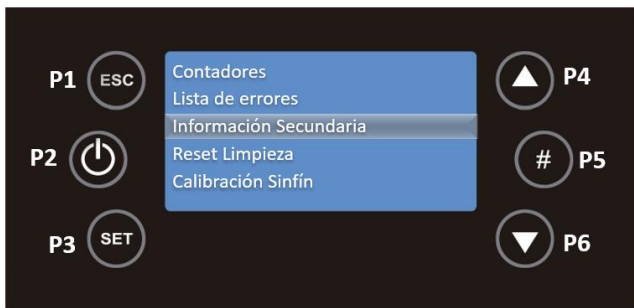 P1 ESC
P2
P3 SET
Contadores
Lista de errores
Información Secundaria
Reset Limpieza
Calibración Sinfín
P4
# P5
P6